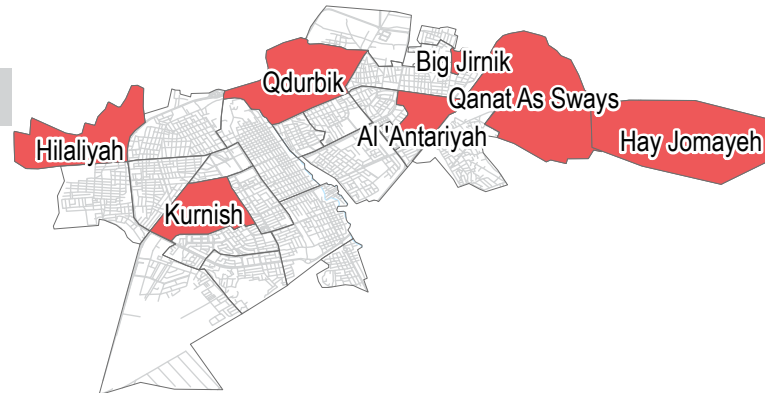 Big Jirnik
Qdurbik
Qanat As Sways
Al 'Antariyah
Hay Jomayeh
Hilaliyah
Kurnish